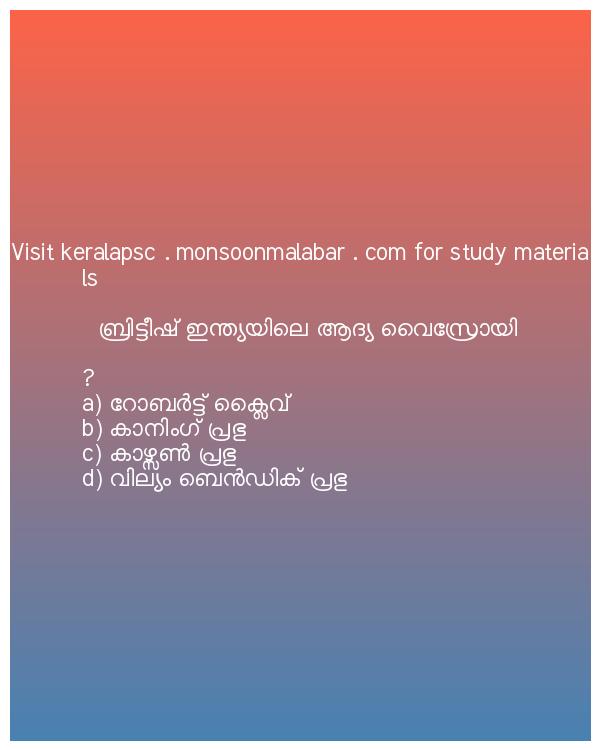 Visit keralapsc . monsoonmalabar . com for study materia
ls
ബ്രിട്ടീഷ് ഇന്ത്യയിലെ ആദ്യ വൈസ്രോയി
?
a) റോബർട്ട് ക്ലൈവ്
b) കാനിംഗ് പ്രഭു
c) കാഴ്സൺ പ്രഭു
d) വില്യം ബെൻഡിക് പ്രഭു